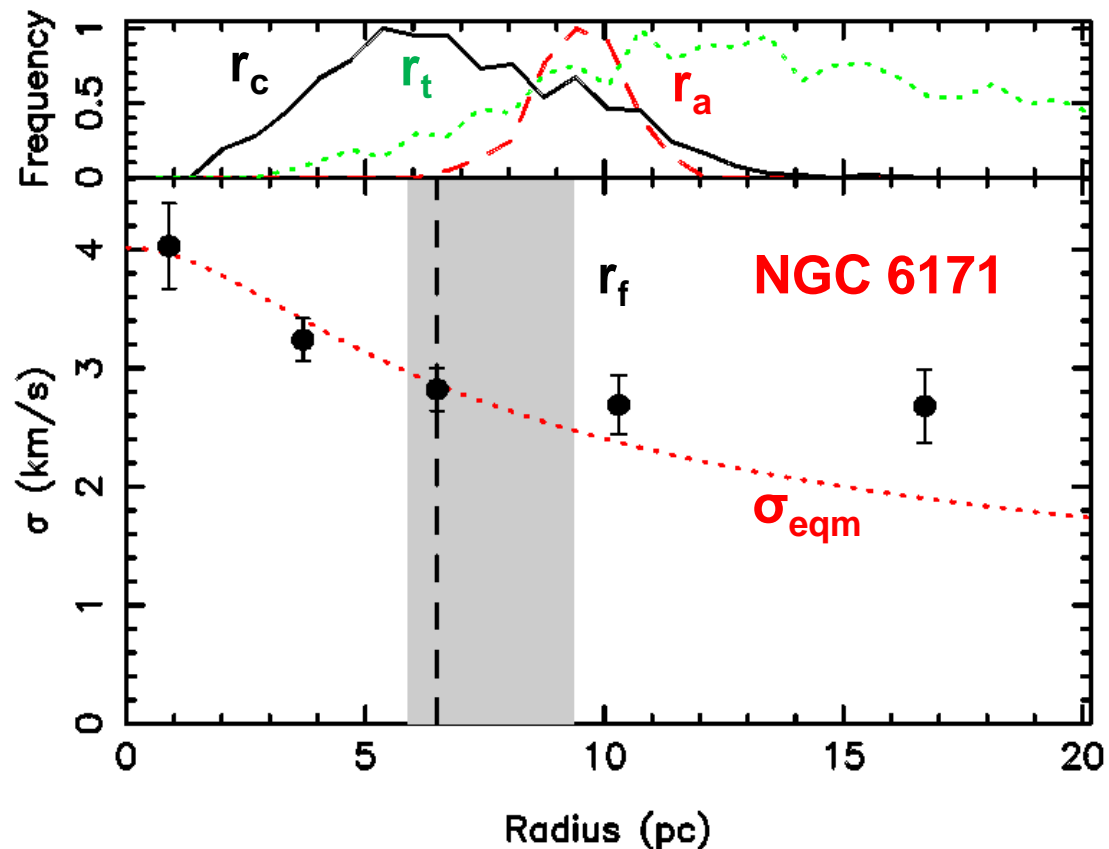 Frequency
1
0.5
0
r_c
r_t
r_a
4
3
2
1
0
σ (km/s)
r_f
NGC 6171
σ_eqm
0 5 10 15 20
Radius (pc)